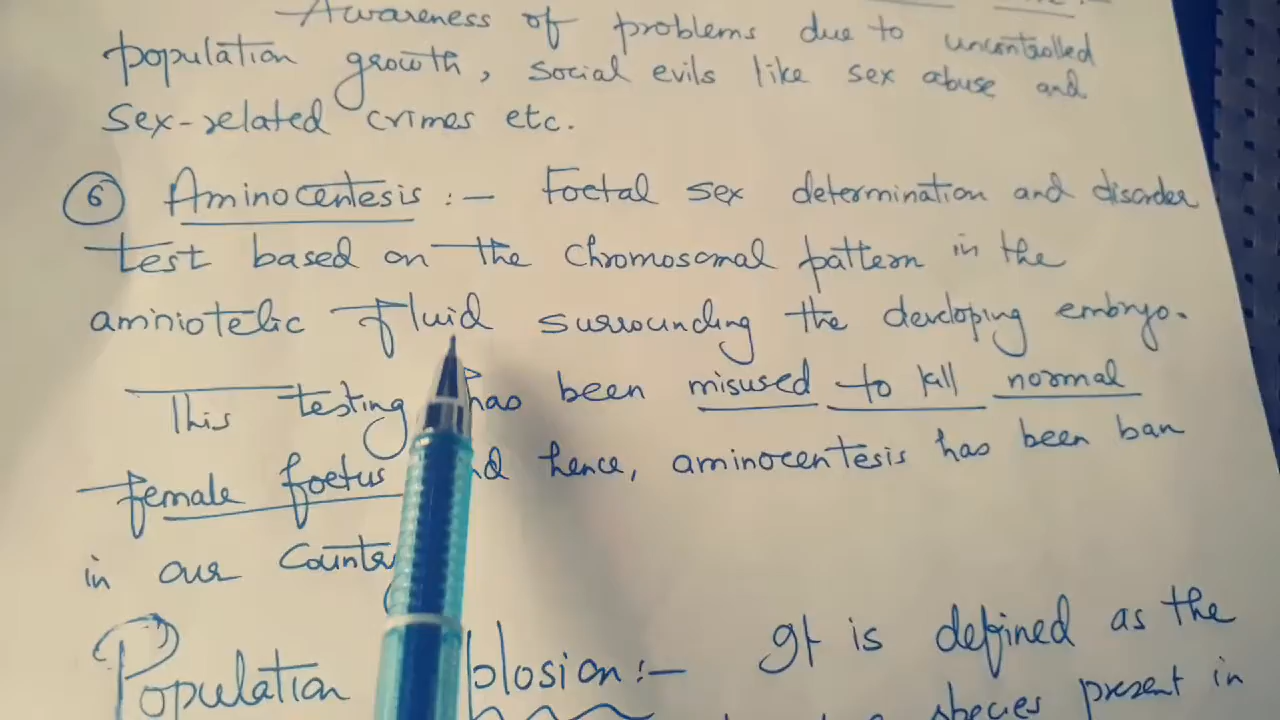 Awareness of problems due to uncontrolled
population growth, social evils like sex abuse and
sex-related crimes etc.
6 Aminocentesis :- Foetal sex determination and disorder
test based on the chromosomal pattern in the
aminiotelic fluid surrounding the developing embryo.
This testing has been misused to kill normal
female foetus nd hence, aminocentesis has been ban
in our Countr
Population plosion :- It is defined as the
species present in